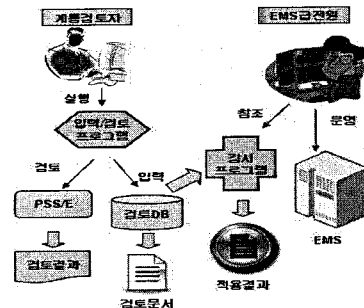 계통검토자
EMS급전원
실행
참조
운영
입력/검토
프로그램
검토
입력
감시
프로그램
PSS/E
검토DB
검토결과
EMS
적용결과
검토문서